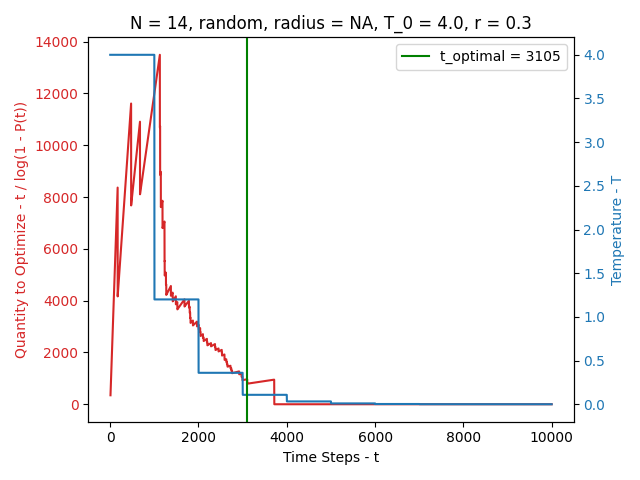 N = 14, random, radius = NA, T_0 = 4.0, r = 0.3
t_optimal = 3105
Quantity to Optimize - t / log(1 - P(t))
14000
12000
10000
8000
6000
4000
2000
0
4.0
3.5
3.0
2.5
2.0
1.5
1.0
0.5
0.0
Temperature - T
0 2000 4000 6000 8000 10000
Time Steps - t